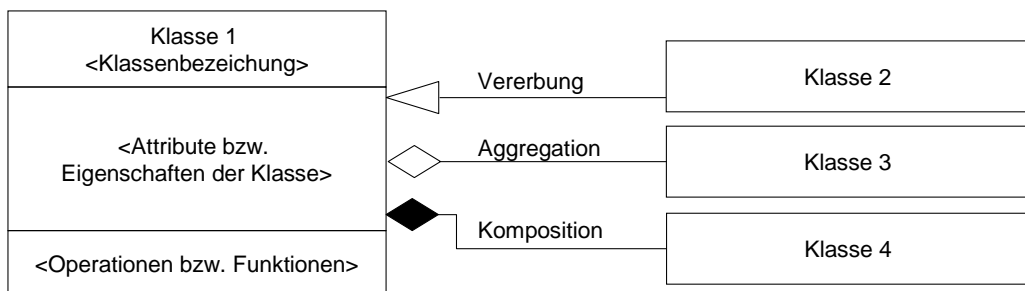 Klasse 1
<Klassenbezeichung>
<Attribute bzw.
Eigenschaften der Klasse>
<Operationen bzw. Funktionen>
Vererbung
Klasse 2
Aggregation
Klasse 3
Komposition
Klasse 4